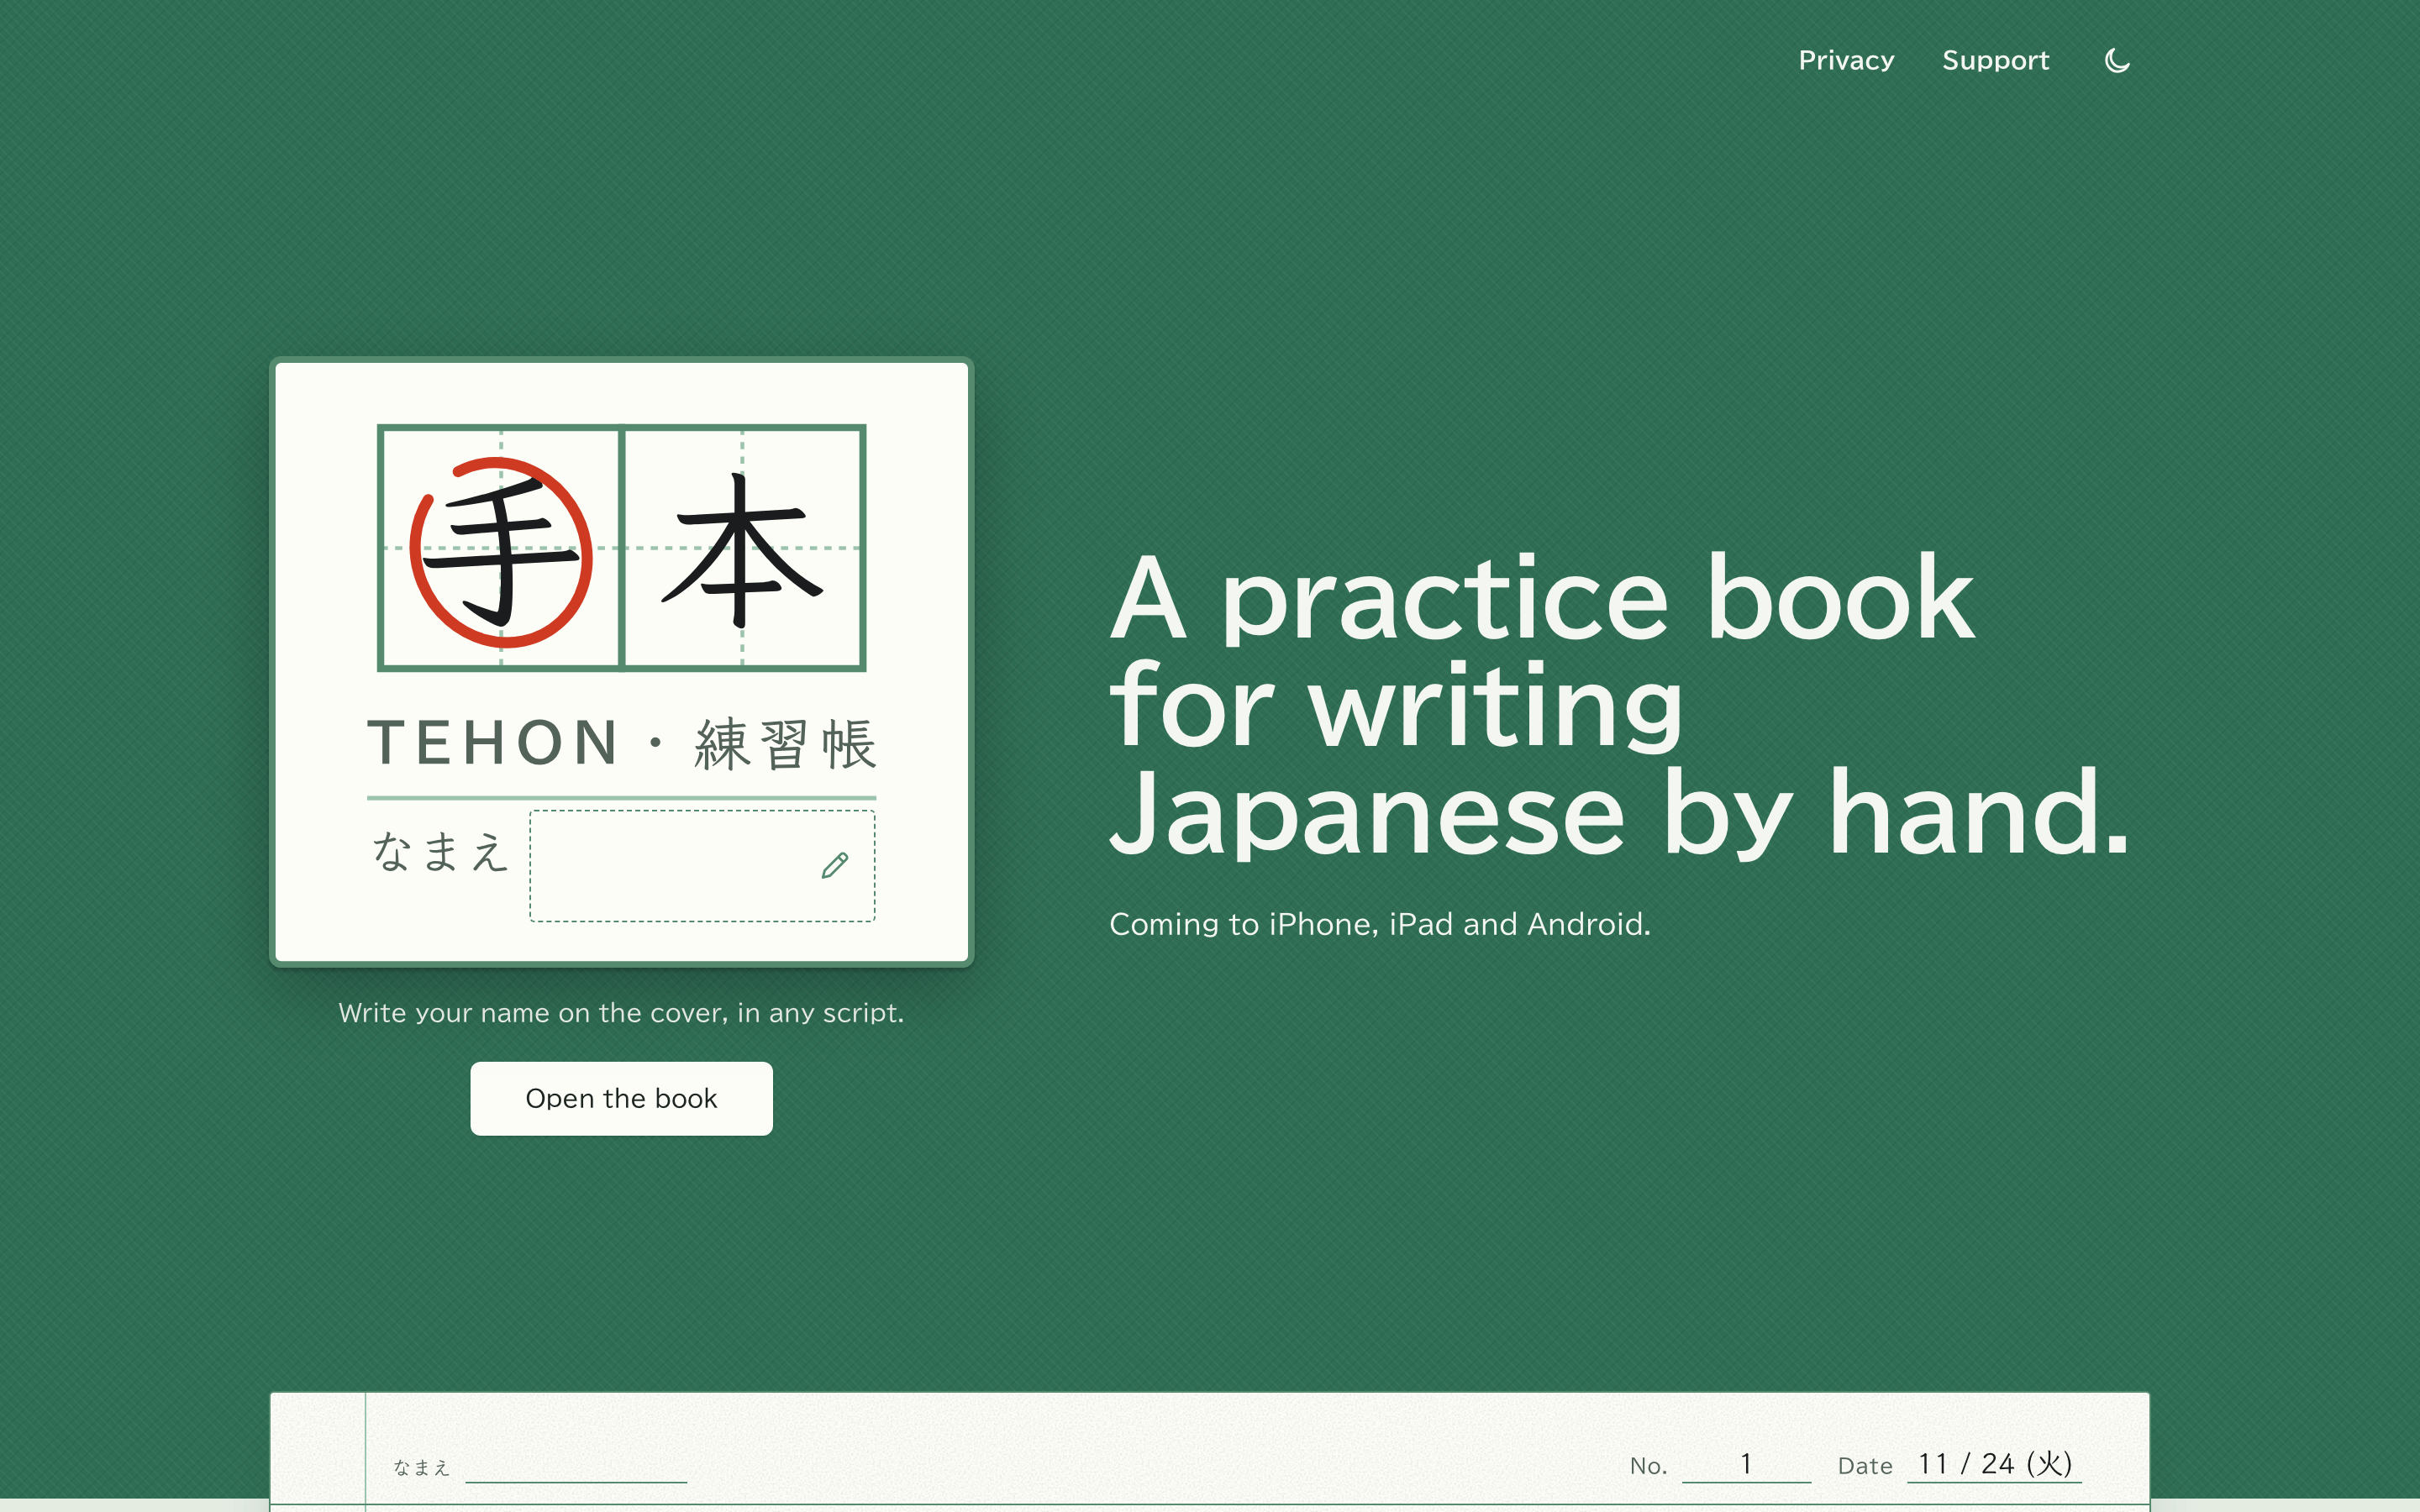 Privacy Support
手本
TEHON・練習帳
なまえ
Write your name on the cover, in any script.
Open the book
A practice book
for writing
Japanese by hand.
Coming to iPhone, iPad and Android.
なまえ No. 1 Date 11 / 24 (火)